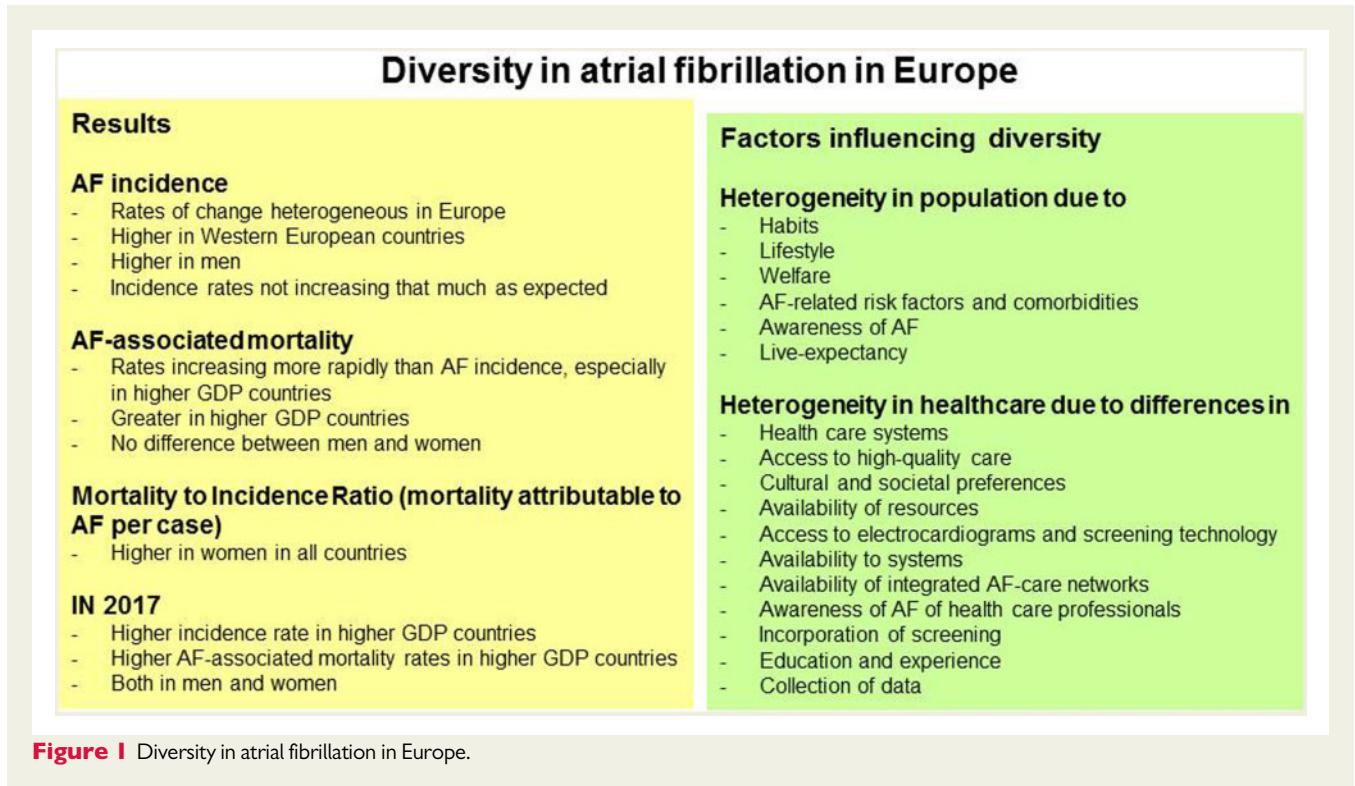 Diversity in atrial fibrillation in Europe
Results
AF incidence
- Rates of change heterogeneous in Europe
- Higher in Western European countries
- Higher in men
- Incidence rates not increasing that much as expected
AF-associated mortality
- Rates increasing more rapidly than AF incidence, especially
in higher GDP countries
- Greater in higher GDP countries
- No difference between men and women
Mortality to Incidence Ratio (mortality attributable to
AF per case)
- Higher in women in all countries
IN 2017
- Higher incidence rate in higher GDP countries
- Higher AF-associated mortality rates in higher GDP countries
- Both in men and women
Factors influencing diversity
Heterogeneity in population due to
- Habits
- Lifestyle
- Welfare
- AF-related risk factors and comorbidities
- Awareness of AF
- Live-expectancy
Heterogeneity in healthcare due to differences in
- Health care systems
- Access to high-quality care
- Cultural and societal preferences
- Availability of resources
- Access to electrocardiograms and screening technology
- Availability to systems
- Availability of integrated AF-care networks
- Awareness of AF of health care professionals
- Incorporation of screening
- Education and experience
- Collection of data
Figure 1 Diversity in atrial fibrillation in Europe.